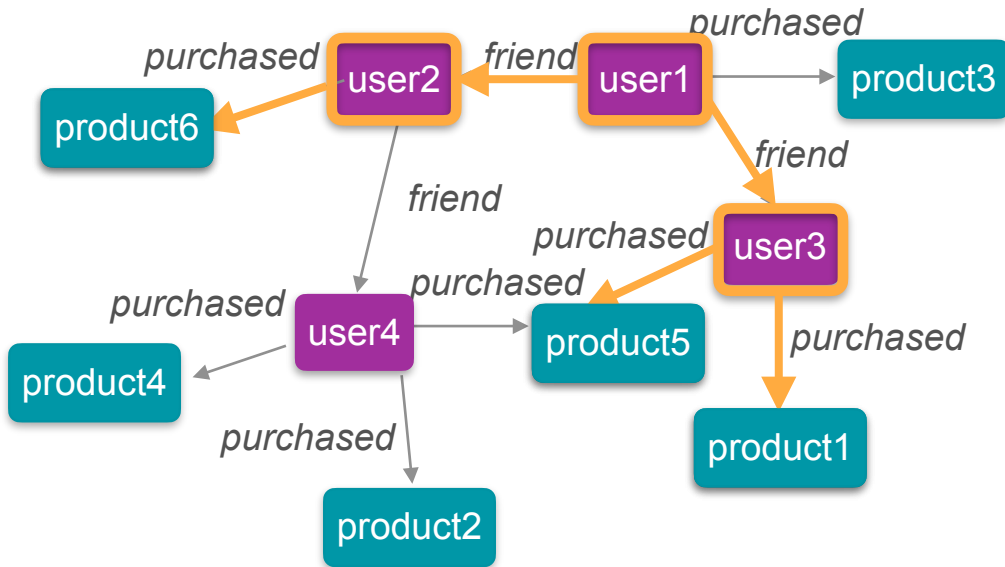 purchased
purchased
friend
user2
user1
product3
product6
friend
friend
purchased
user3
purchased
purchased
user4
product5
purchased
product4
purchased
product1
product2